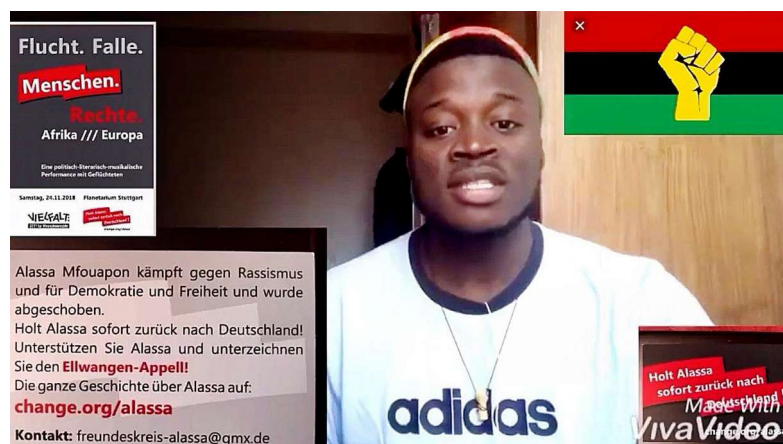 Flucht. Falle.
Menschen.
Rechte.
Afrika /// Europa
Eine politisch-literarisch-musikalische
Performance mit Geflüchteten
Samstag, 24.11.2018 Planetarium Stuttgart
VIELFALT.
Holt Alassa
sofort zurück nach
Deutschland!
change.org/alassa
Alassa Mfouapon kämpft gegen Rassismus
und für Demokratie und Freiheit und wurde
abgeschoben.
Holt Alassa sofort zurück nach Deutschland!
Unterstützen Sie Alassa und unterzeichnen
Sie den Ellwangen-Appell!
Die ganze Geschichte über Alassa auf:
change.org/alassa
Kontakt: freundeskreis-alassa@gmx.de
adidas
Holt Alassa
sofort zurück nach
Deutschland
Made With
VivaVideo